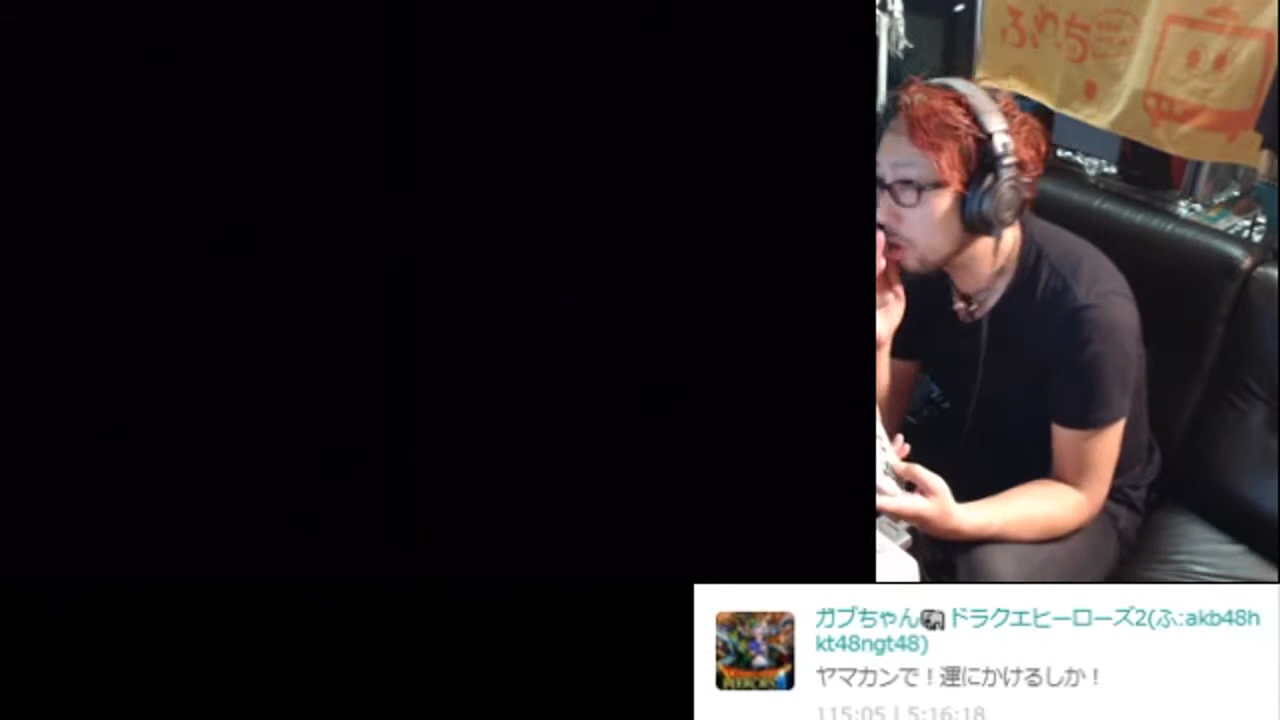 ふわっち
ガブちゃん🐘ドラクエヒーローズ2(ふ:akb48h
kt48ngt48)
ヤマカンで！運にかけるしか！
115:05 | 5:16:18